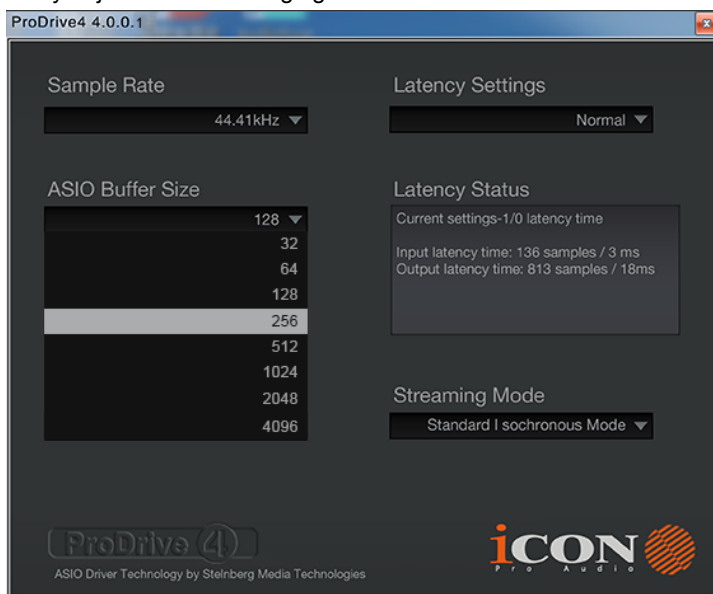 ProDrive4 4.0.0.1
Sample Rate
44.41kHz
Latency Settings
Normal
ASIO Buffer Size
128
32
64
128
256
512
1024
2048
4096
Latency Status
Current settings-1/0 latency time
Input latency time: 136 samples / 3 ms
Output latency time: 813 samples / 18ms
Streaming Mode
Standard I sochronous Mode
ProDrive 4
ASIO Driver Technology by Steinberg Media Technologies
iCON
Pro Audio